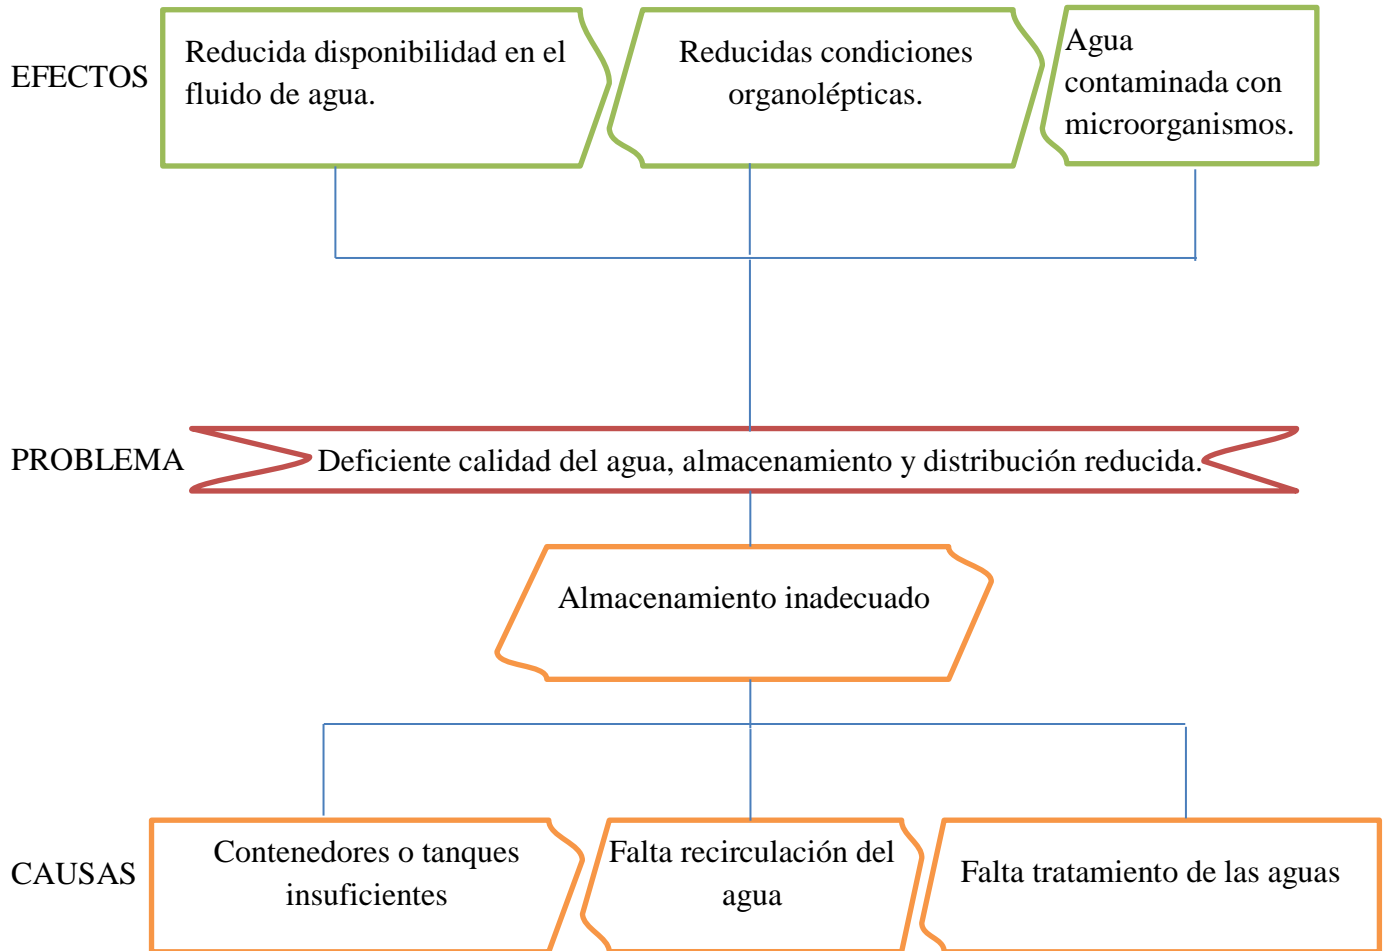 EFECTOS
Reducida disponibilidad en el
fluido de agua.
Reducidas condiciones
organolépticas.
Agua
contaminada con
microorganismos.
PROBLEMA
Deficiente calidad del agua, almacenamiento y distribución reducida.
Almacenamiento inadecuado
CAUSAS
Contenedores o tanques
insuficientes
Falta recirculación del
agua
Falta tratamiento de las aguas